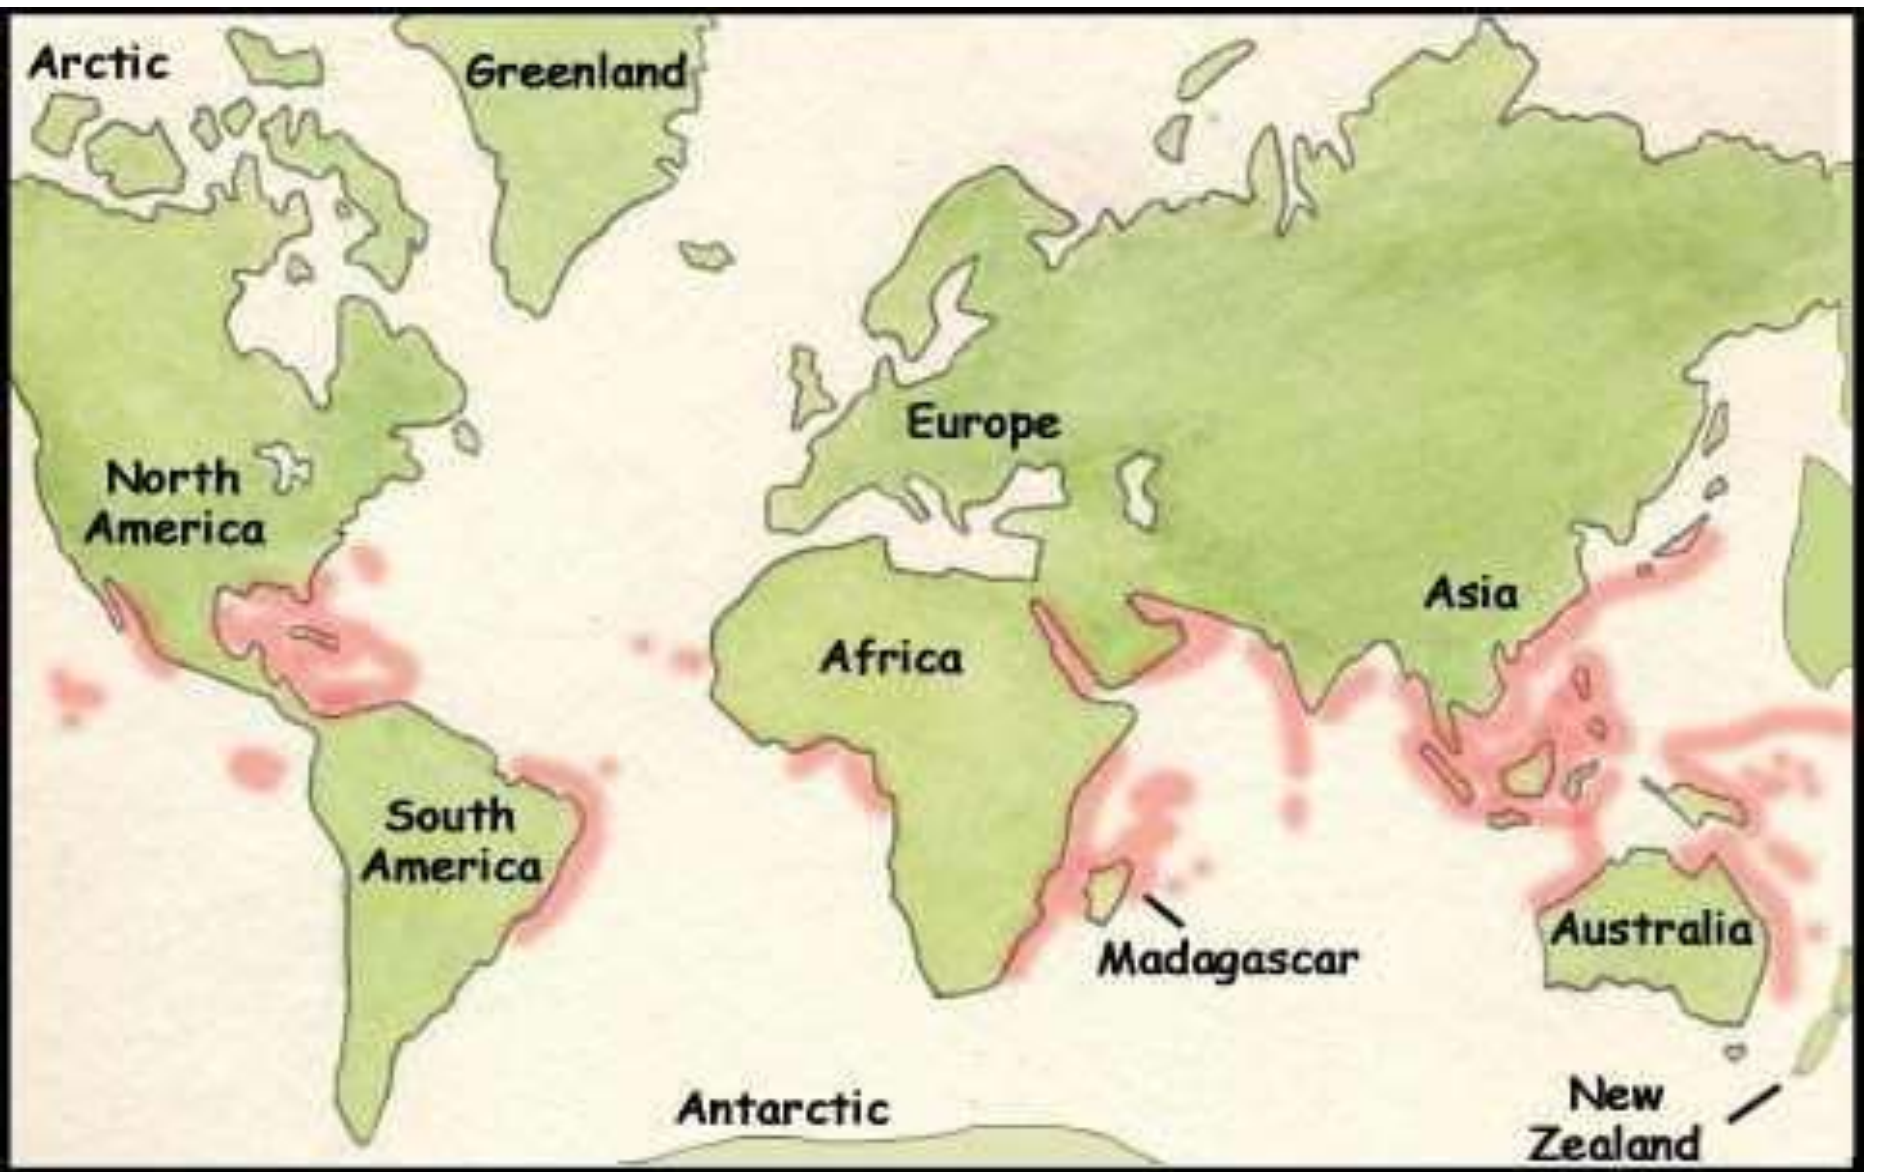 Arctic
Greenland
Europe
North
America
Asia
Africa
South
America
Australia
Madagascar
Antarctic
New
Zealand